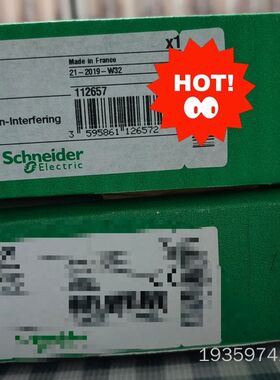 x1
Made in France
21-2019-W32
112657
HOT!
n-Interfering
3 595861 126572
Schneider
Electric
1935974